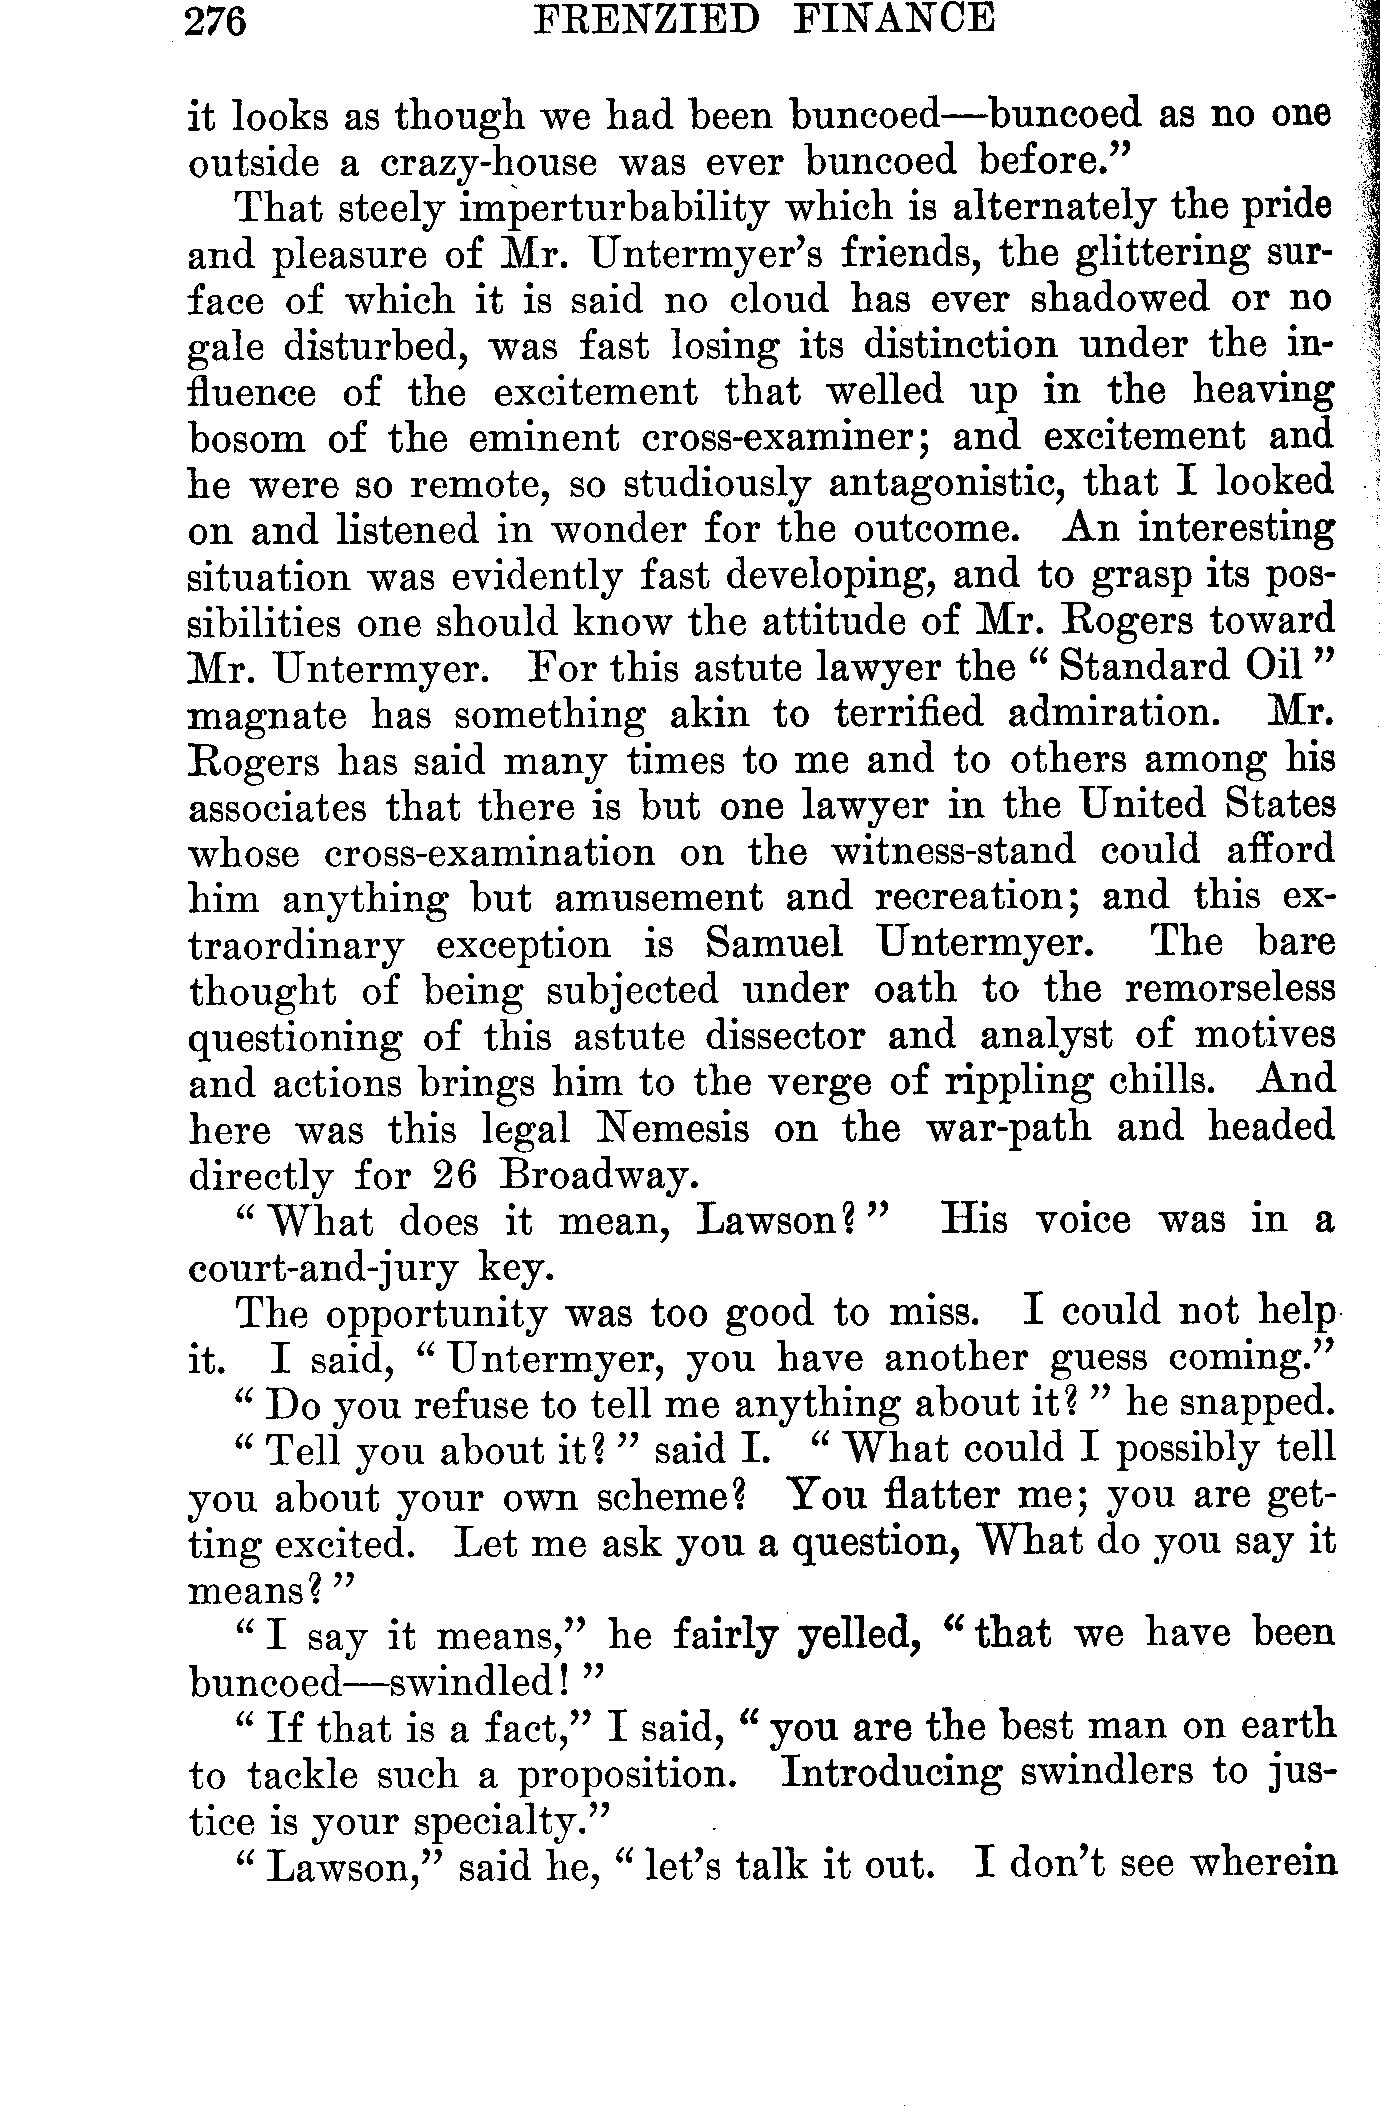 276 FRENZIED FINANCE
it looks as though we had been buncoed—buncoed as no one
outside a crazy-house was ever buncoed before.”
That steely imperturbability which is alternately the pride
and pleasure of Mr. Untermyer’s friends, the glittering sur-
face of which it is said no cloud has ever shadowed or no
gale disturbed, was fast losing its distinction under the in-
fluence of the excitement that welled up in the heaving
bosom of the eminent cross-examiner; and excitement and
he were so remote, so studiously antagonistic, that I looked
on and listened in wonder for the outcome. An interesting
situation was evidently fast developing, and to grasp its pos-
sibilities one should know the attitude of Mr. Rogers toward
Mr. Untermyer. For this astute lawyer the “ Standard Oil ”
magnate has something akin to terrified admiration. Mr.
Rogers has said many times to me and to others among his
associates that there is but one lawyer in the United States
whose cross-examination on the witness-stand could afford
him anything but amusement and recreation; and this ex-
traordinary exception is Samuel Untermyer. The bare
thought of being subjected under oath to the remorseless
questioning of this astute dissector and analyst of motives
and actions brings him to the verge of rippling chills. And
here was this legal Nemesis on the war-path and headed
directly for 26 Broadway.
“ What does it mean, Lawson? ” His voice was in a
court-and-jury key.
The opportunity was too good to miss. I could not help
it. I said, “ Untermyer, you have another guess coming.”
“ Do you refuse to tell me anything about it? ” he snapped.
“ Tell you about it? ” said I. “ What could I possibly tell
you about your own scheme? You flatter me; you are get-
ting excited. Let me ask you a question, What do you say it
means? ”
“ I say it means,” he fairly yelled, “ that we have been
buncoed—swindled! ”
“ If that is a fact,” I said, “ you are the best man on earth
to tackle such a proposition. Introducing swindlers to jus-
tice is your specialty.”
“ Lawson,” said he, “ let’s talk it out. I don’t see wherein